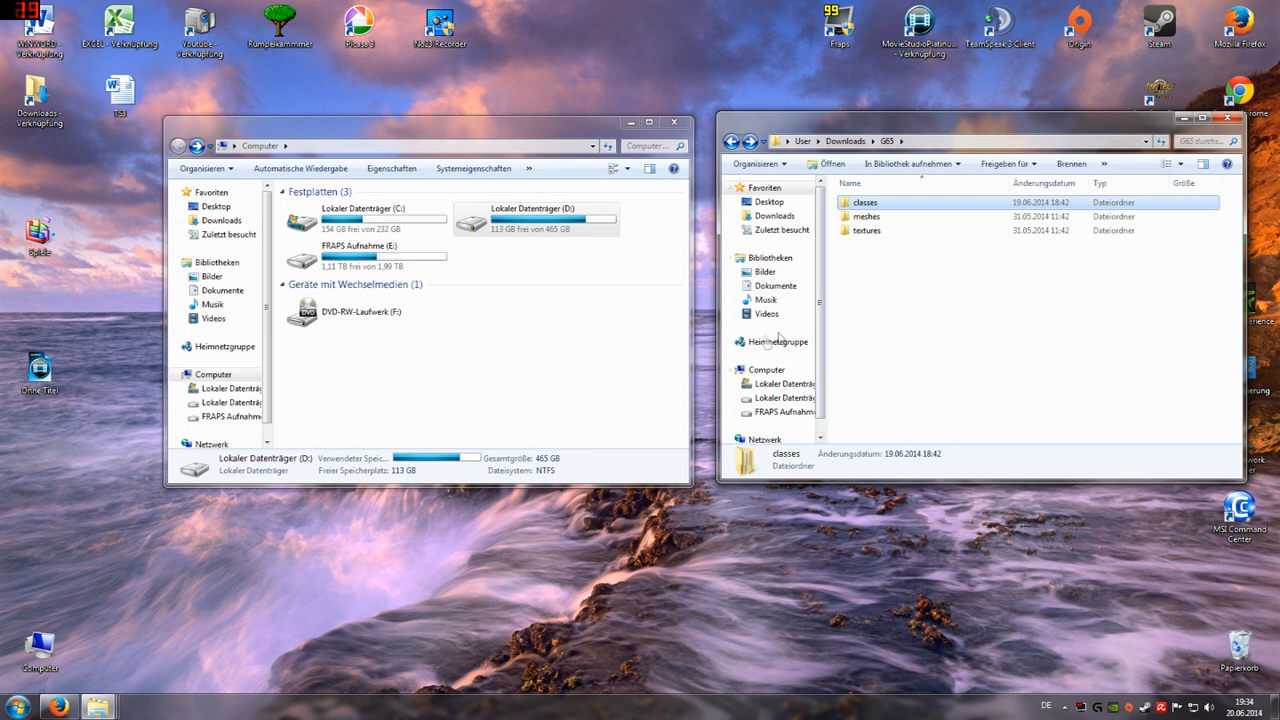 29
WINWORD - Verknüpfung
EXCEL - Verknüpfung
Youtube - Verknüpfung
Rumpelkammmer
Picasa 3
No23 Recorder
99
Fraps
MovieStudioPlatinu... - Verknüpfung
TeamSpeak 3 Client
Origin
Steam
Mozilla Firefox
Downloads - Verknüpfung
TS3
Spiele
Ohne Titel
Computer
MSI Command Center
Papierkorb
Computer
Computer...
Organisieren
Automatische Wiedergabe
Eigenschaften
Systemeigenschaften
»
Favoriten
Desktop
Downloads
Zuletzt besucht
Bibliotheken
Bilder
Dokumente
Musik
Videos
Heimnetzgruppe
Computer
Lokaler Datenträg
Lokaler Datenträg
FRAPS Aufnahm
Netzwerk
Festplatten (3)
Lokaler Datenträger (C:)
154 GB frei von 232 GB
Lokaler Datenträger (D:)
113 GB frei von 465 GB
FRAPS Aufnahme (E:)
1,11 TB frei von 1,99 TB
Geräte mit Wechselmedien (1)
DVD
DVD-RW-Laufwerk (F:)
Lokaler Datenträger (D:) Verwendeter Speic... Gesamtgröße: 465 GB
Lokaler Datenträger Freier Speicherplatz: 113 GB Dateisystem: NTFS
User Downloads G65
G65 durchs...
Organisieren
Öffnen
In Bibliothek aufnehmen
Freigeben für
Brennen
»
Favoriten
Desktop
Downloads
Zuletzt besucht
Bibliotheken
Bilder
Dokumente
Musik
Videos
Heimnetzgruppe
Computer
Lokaler Datenträg
Lokaler Datenträg
FRAPS Aufnahm
Netzwerk
Name Änderungsdatum Typ Größe
classes 19.06.2014 18:42 Dateiordner
meshes 31.05.2014 11:42 Dateiordner
textures 31.05.2014 11:42 Dateiordner
classes Änderungsdatum: 19.06.2014 18:42
Dateiordner
DE
19:34
20.06.2014